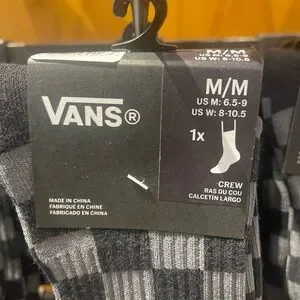 VANS®
MADE IN CHINA
FABRIQUÉ EN CHINE
FABRICADO EN CHINA
M/M
US M: 6.5-9
US W: 8-10.5
1x
CREW
RAS DU COU
CALCETÍN LARGO